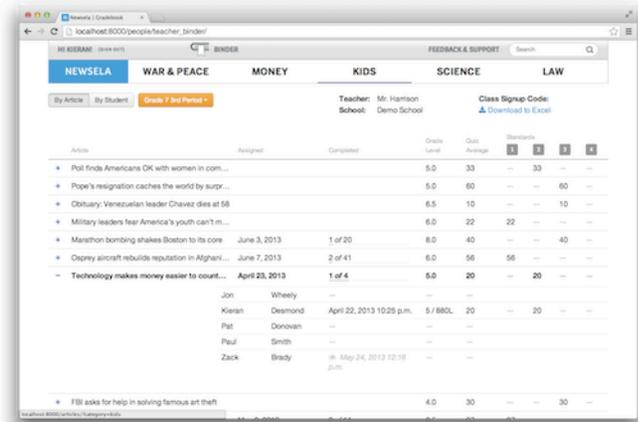 Newsela | Gradebook
localhost:8000/people/teacher_binder/
HI KIERAN! (SIGN OUT) BINDER FEEDBACK & SUPPORT Search
NEWSELA WAR & PEACE MONEY KIDS SCIENCE LAW
By Article By Student Grade 7 3rd Period Teacher: Mr. Harrison Class Signup Code:
School: Demo School Download to Excel
Grade Quiz Standards
Article Assigned Completed Level Average 1 2 3 4
+ Poll finds Americans OK with women in com... 5.0 33 — 33 — —
+ Pope's resignation caches the world by surpr... 5.0 60 — — 60 —
+ Obituary: Venezuelan leader Chavez dies at 58 6.5 10 — — 10 —
+ Military leaders fear America's youth can't m... 6.0 22 22 — — —
+ Marathon bombing shakes Boston to its core June 3, 2013 1 of 20 8.0 40 — — 40 —
+ Osprey aircraft rebuilds reputation in Afghani... June 7, 2013 2 of 41 6.0 56 56 — — —
− Technology makes money easier to count... April 23, 2013 1 of 4 5.0 20 — 20 — —
Jon Wheely — — —
Kieran Desmond April 22, 2013 10:25 p.m. 5 / 880L 20 — 20 — —
Pat Donovan — — —
Paul Smith — — —
Zack Brady May 24, 2013 12:16 — —
p.m.
+ FBI asks for help in solving famous art theft 4.0 30 — — 30 —
localhost:8000/articles/?category=kids